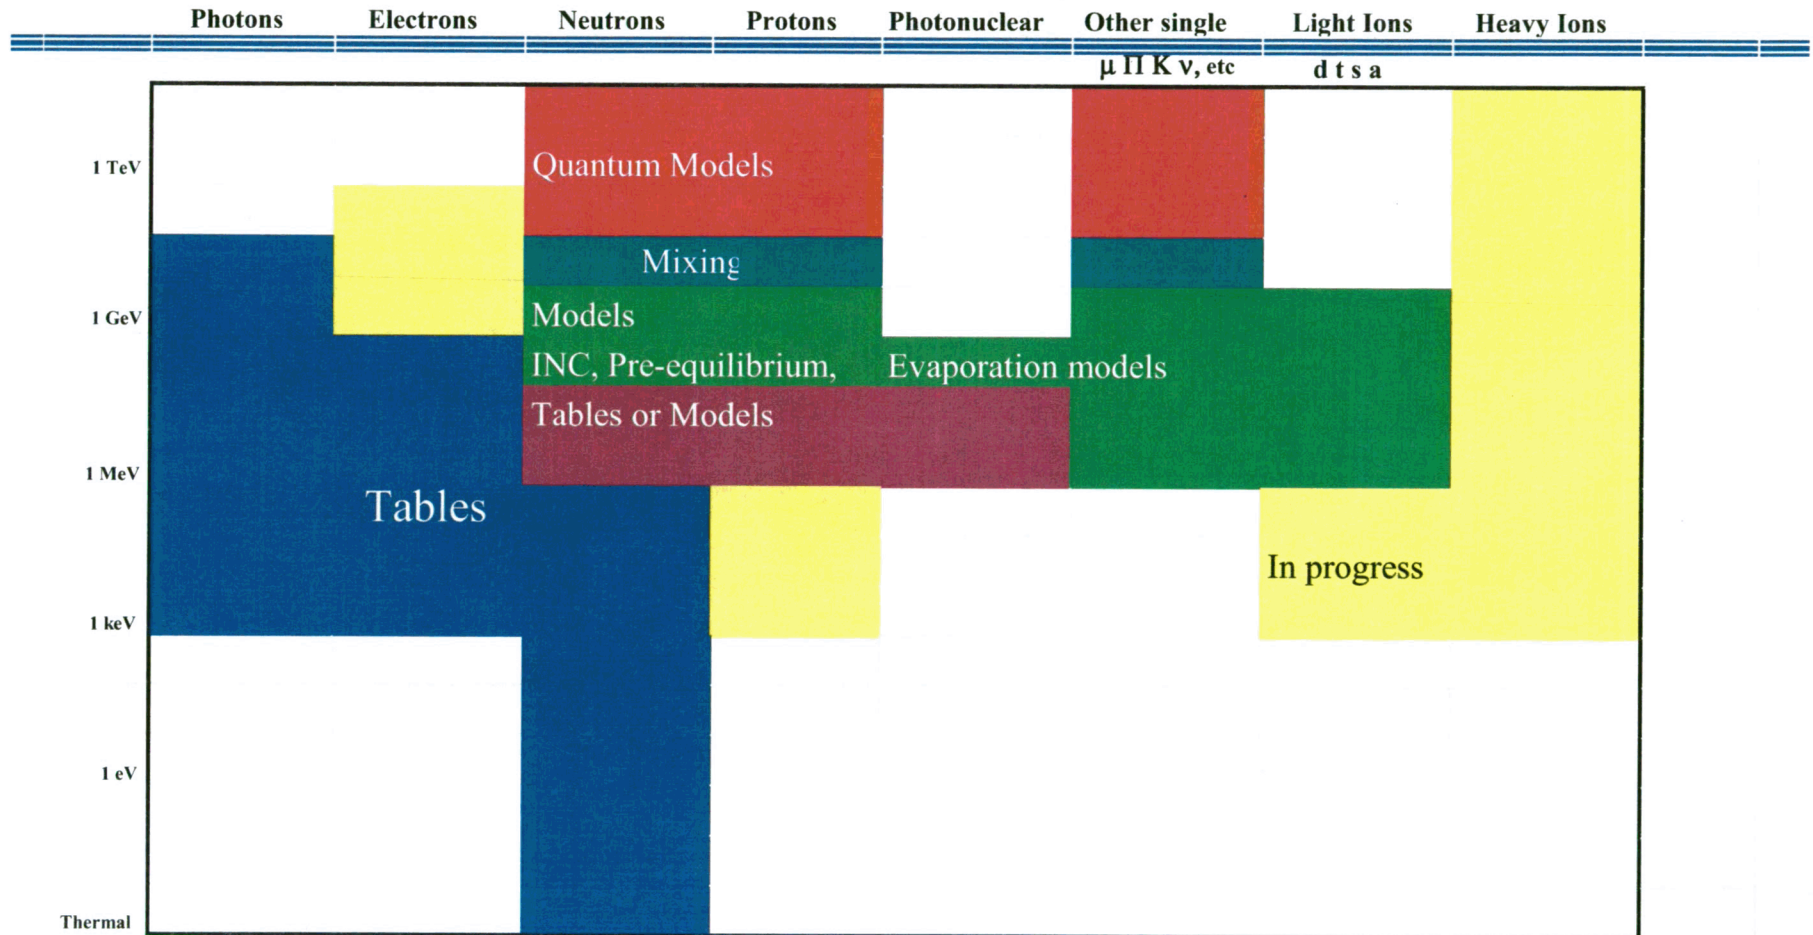 Photons Electrons Neutrons Protons Photonuclear Other single Light Ions Heavy Ions
μ Π K ν, etc d t s a
1 TeV
Quantum Models
Mixing
1 GeV
Models
INC, Pre-equilibrium, Evaporation models
Tables or Models
1 MeV
Tables
In progress
1 keV
1 eV
Thermal